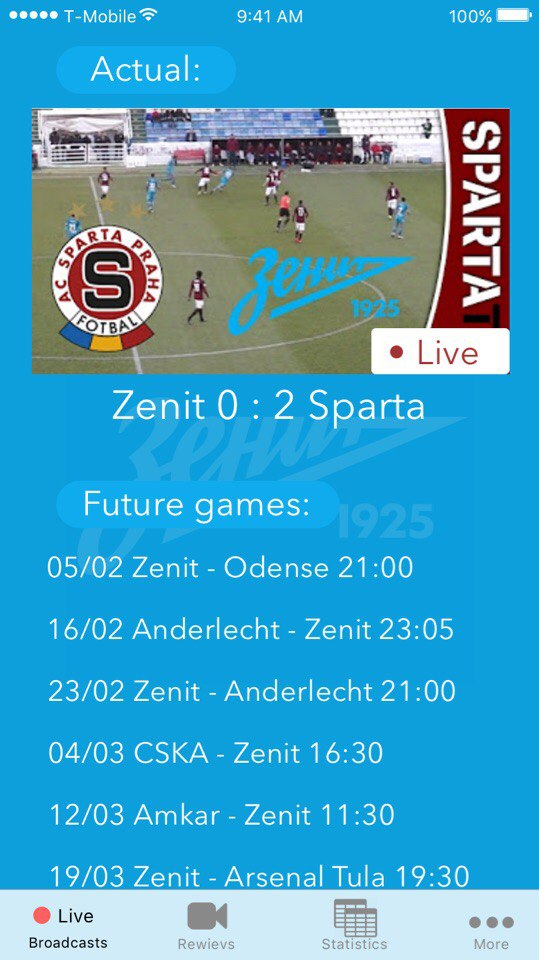 T-Mobile 9:41 AM 100%
Actual:
AC SPARTA PRAHA
S
FOTBAL
Зенит
1925
SPARTA
Live
Zenit 0 : 2 Sparta
Зенит
1925
Future games:
05/02 Zenit - Odense 21:00
16/02 Anderlecht - Zenit 23:05
23/02 Zenit - Anderlecht 21:00
04/03 CSKA - Zenit 16:30
12/03 Amkar - Zenit 11:30
19/03 Zenit - Arsenal Tula 19:30
Live
Broadcasts Rewievs Statistics More